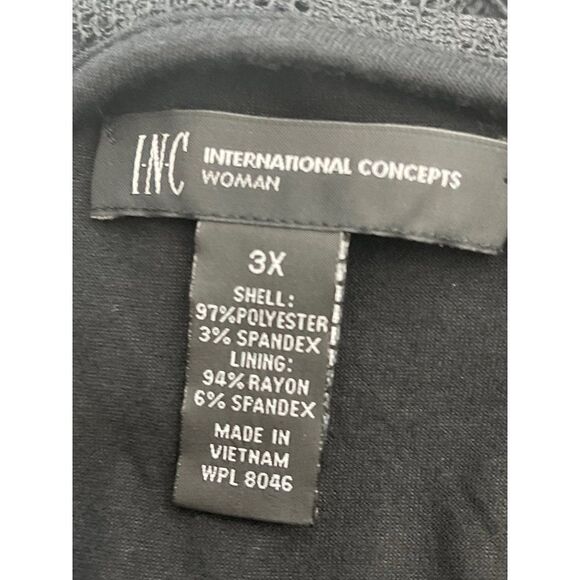 I·N·C INTERNATIONAL CONCEPTS
WOMAN
3X
SHELL:
97%POLYESTER
3% SPANDEX
LINING:
94% RAYON
6% SPANDEX
MADE IN
VIETNAM
WPL 8046